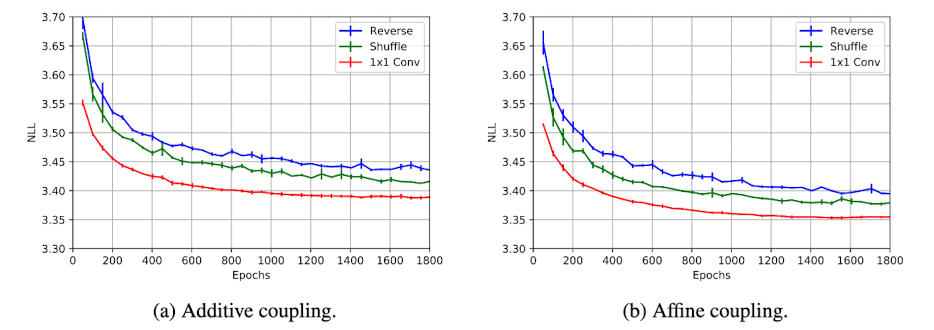 3.70
3.65
3.60
3.55
3.50
3.45
3.40
3.35
3.30
NLL
0 200 400 600 800 1000 1200 1400 1600 1800
Epochs
Reverse
Shuffle
1x1 Conv
(a) Additive coupling.
3.70
3.65
3.60
3.55
3.50
3.45
3.40
3.35
3.30
NLL
0 200 400 600 800 1000 1200 1400 1600 1800
Epochs
Reverse
Shuffle
1x1 Conv
(b) Affine coupling.